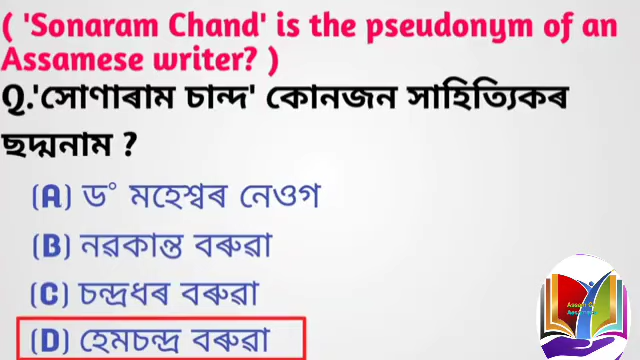 ( 'Sonaram Chand' is the pseudonym of an
Assamese writer? )
Q.'সোণাৰাম চান্দ' কোনজন সাহিত্যিকৰ
ছদ্মনাম ?
(A) ড° মহেশ্বৰ নেওগ
(B) নৱকান্ত বৰুৱা
(C) চন্দ্ৰধৰ বৰুৱা
(D) হেমচন্দ্ৰ বৰুৱা